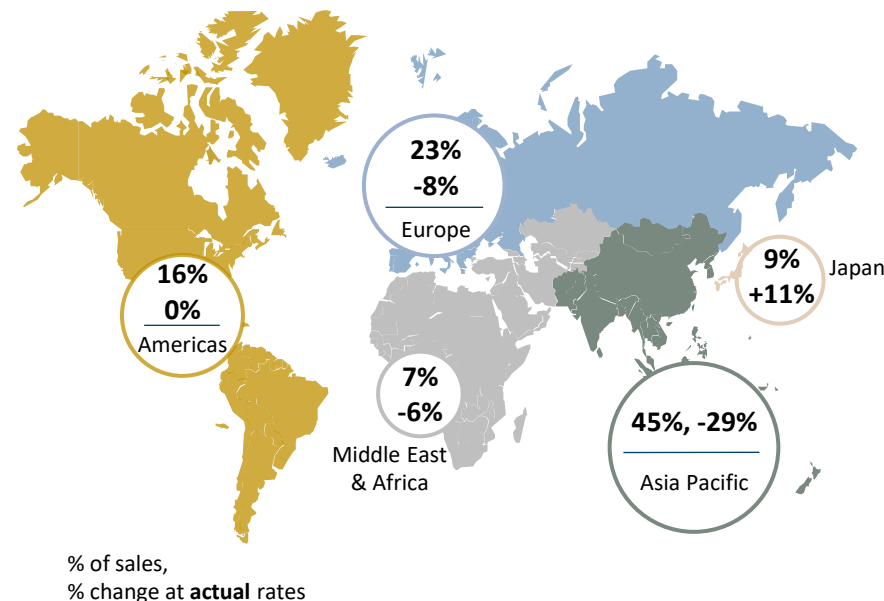 23%
-8%
Europe
16%
0%
Americas
9%
+11%
Japan
7%
-6%
Middle East
& Africa
45%, -29%
Asia Pacific
% of sales,
% change at actual rates